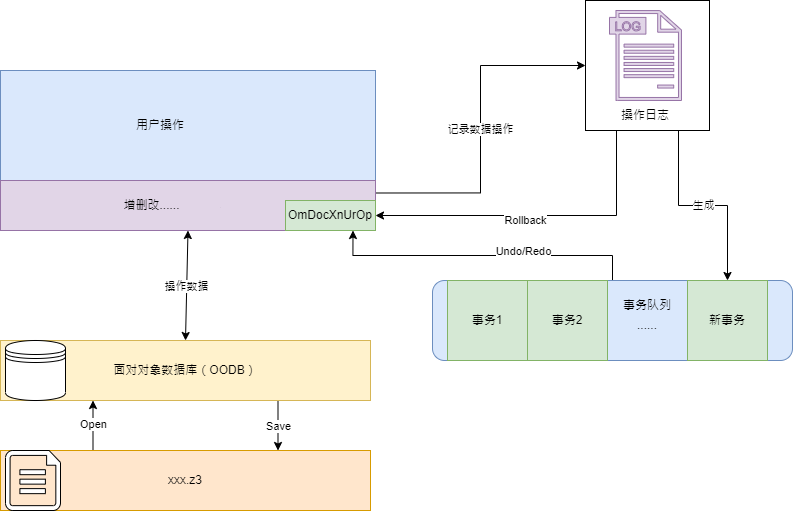 LOG
操作日志
用户操作
记录数据操作
增删改......
OmDocXnUrOp
Rollback
生成
Undo/Redo
操作数据
事务1
事务2
事务队列
......
新事务
面对对象数据库（OODB）
Open
Save
xxx.z3